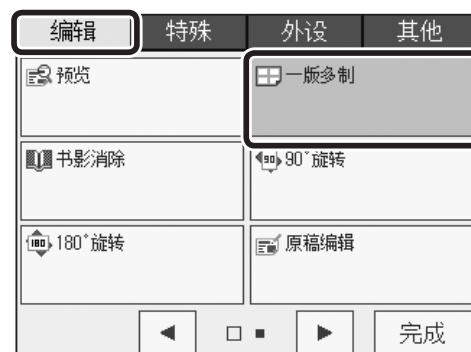 编辑 特殊 外设 其他
预览 一版多制
书影消除 90°旋转
180°旋转 原稿编辑
完成